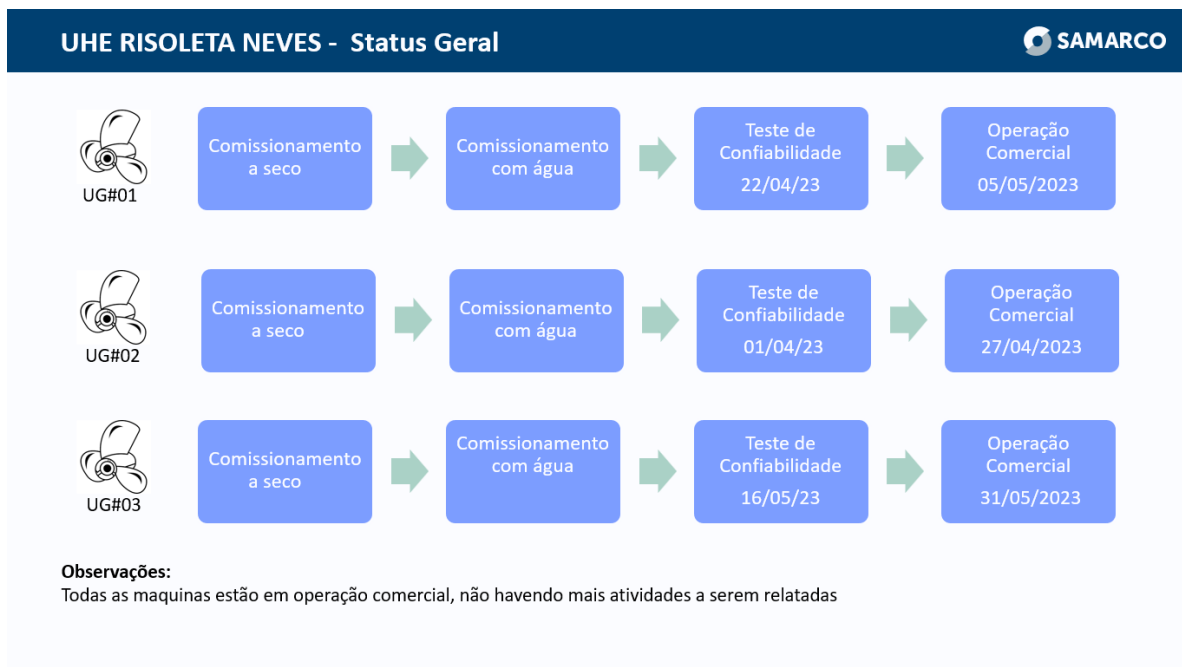 UHE RISOLETA NEVES - Status Geral
SAMARCO
UG#01
Comissionamento
a seco
Comissionamento
com água
Teste de
Confiabilidade
22/04/23
Operação
Comercial
05/05/2023
UG#02
Comissionamento
a seco
Comissionamento
com água
Teste de
Confiabilidade
01/04/23
Operação
Comercial
27/04/2023
UG#03
Comissionamento
a seco
Comissionamento
com água
Teste de
Confiabilidade
16/05/23
Operação
Comercial
31/05/2023
Observações:
Todas as maquinas estão em operação comercial, não havendo mais atividades a serem relatadas